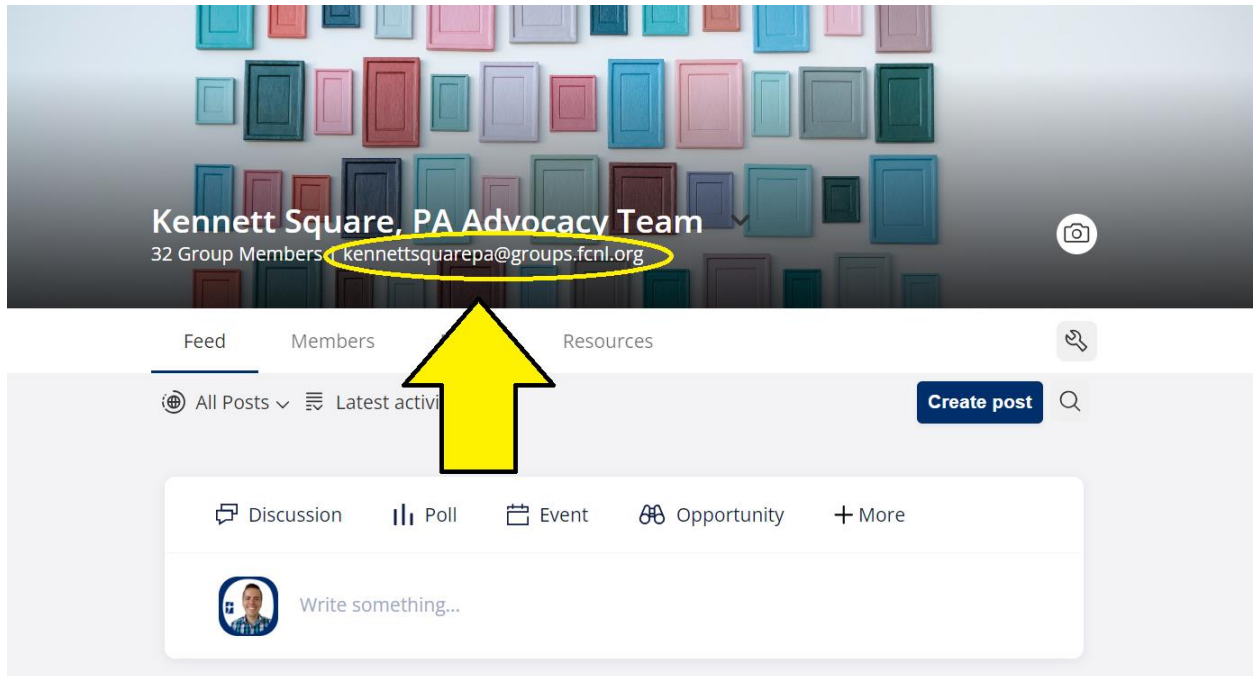 Kennett Square, PA Advocacy Team
32 Group Members | kennettsquarepa@groups.fcnl.org
Feed Members Resources
All Posts Latest activi
Create post
Discussion Poll Event Opportunity + More
Write something...